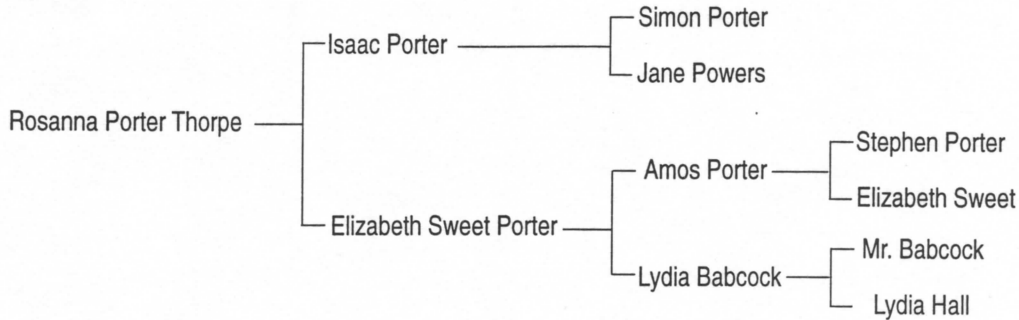 Simon Porter
Isaac Porter
Jane Powers
Rosanna Porter Thorpe
Stephen Porter
Amos Porter
Elizabeth Sweet
Elizabeth Sweet Porter
Mr. Babcock
Lydia Babcock
Lydia Hall